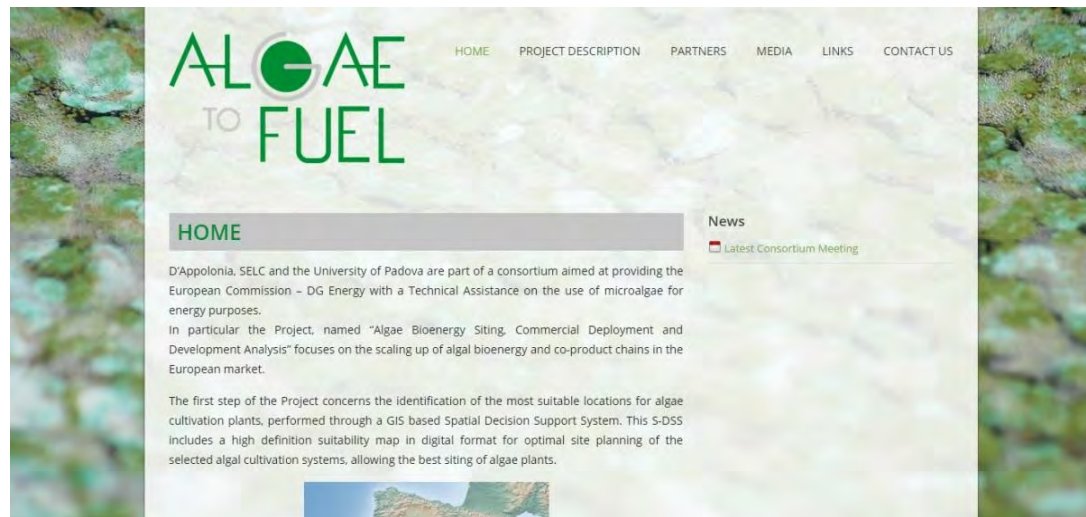 ALGAE
TO FUEL
HOME PROJECT DESCRIPTION PARTNERS MEDIA LINKS CONTACT US
HOME
D'Appolonia, SELC and the University of Padova are part of a consortium aimed at providing the
European Commission – DG Energy with a Technical Assistance on the use of microalgae for
energy purposes.
In particular the Project, named “Algae Bioenergy Siting, Commercial Deployment and
Development Analysis” focuses on the scaling up of algal bioenergy and co-product chains in the
European market.
The first step of the Project concerns the identification of the most suitable locations for algae
cultivation plants, performed through a GIS based Spatial Decision Support System. This S-DSS
includes a high definition suitability map in digital format for optimal site planning of the
selected algal cultivation systems, allowing the best siting of algae plants.
News
Latest Consortium Meeting